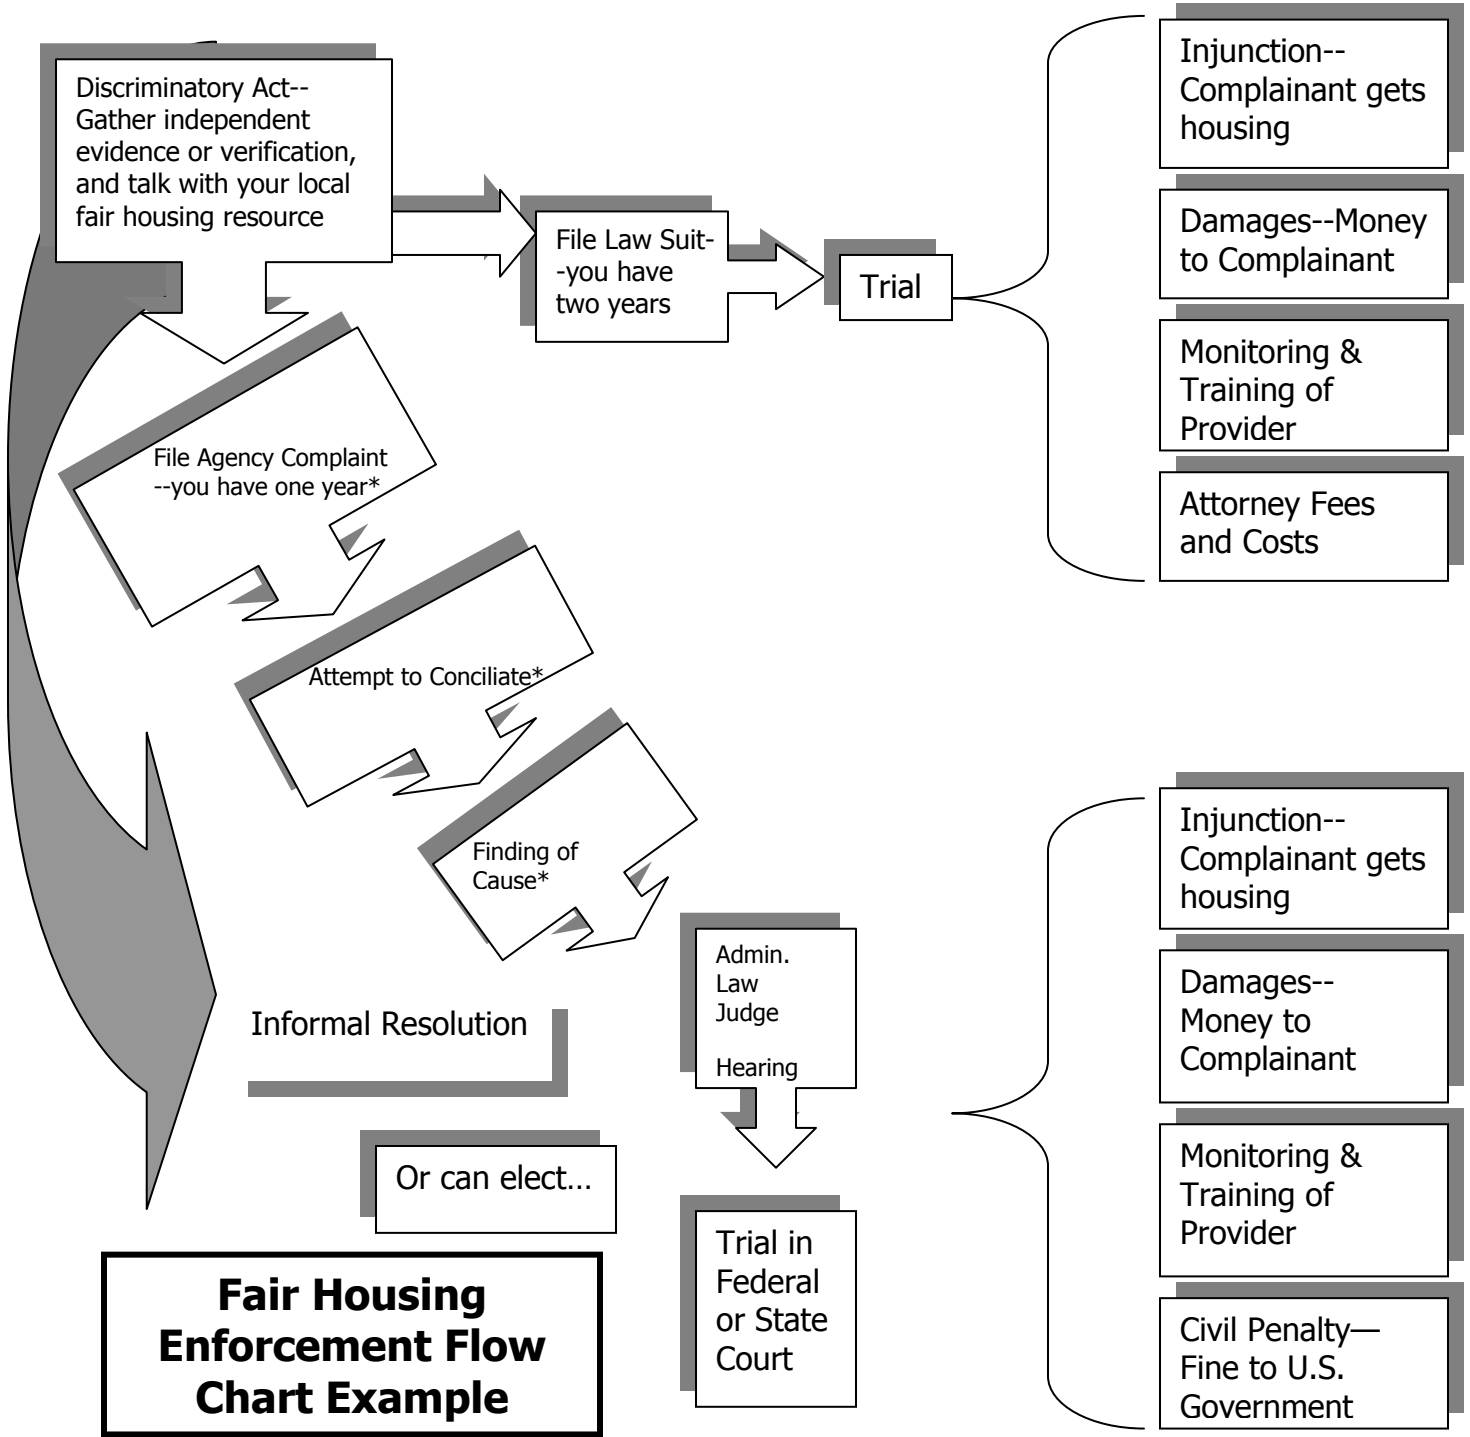 Discriminatory Act--
Gather independent
evidence or verification,
and talk with your local
fair housing resource
File Law Suit-
-you have
two years
Trial
Injunction--
Complainant gets
housing
Damages--Money
to Complainant
Monitoring &
Training of
Provider
Attorney Fees
and Costs
File Agency Complaint
--you have one year*
Attempt to Conciliate*
Finding of
Cause*
Admin.
Law
Judge
Hearing
Informal Resolution
Or can elect…
Trial in
Federal
or State
Court
Injunction--
Complainant gets
housing
Damages--
Money to
Complainant
Monitoring &
Training of
Provider
Civil Penalty—
Fine to U.S.
Government
Fair Housing
Enforcement Flow
Chart Example